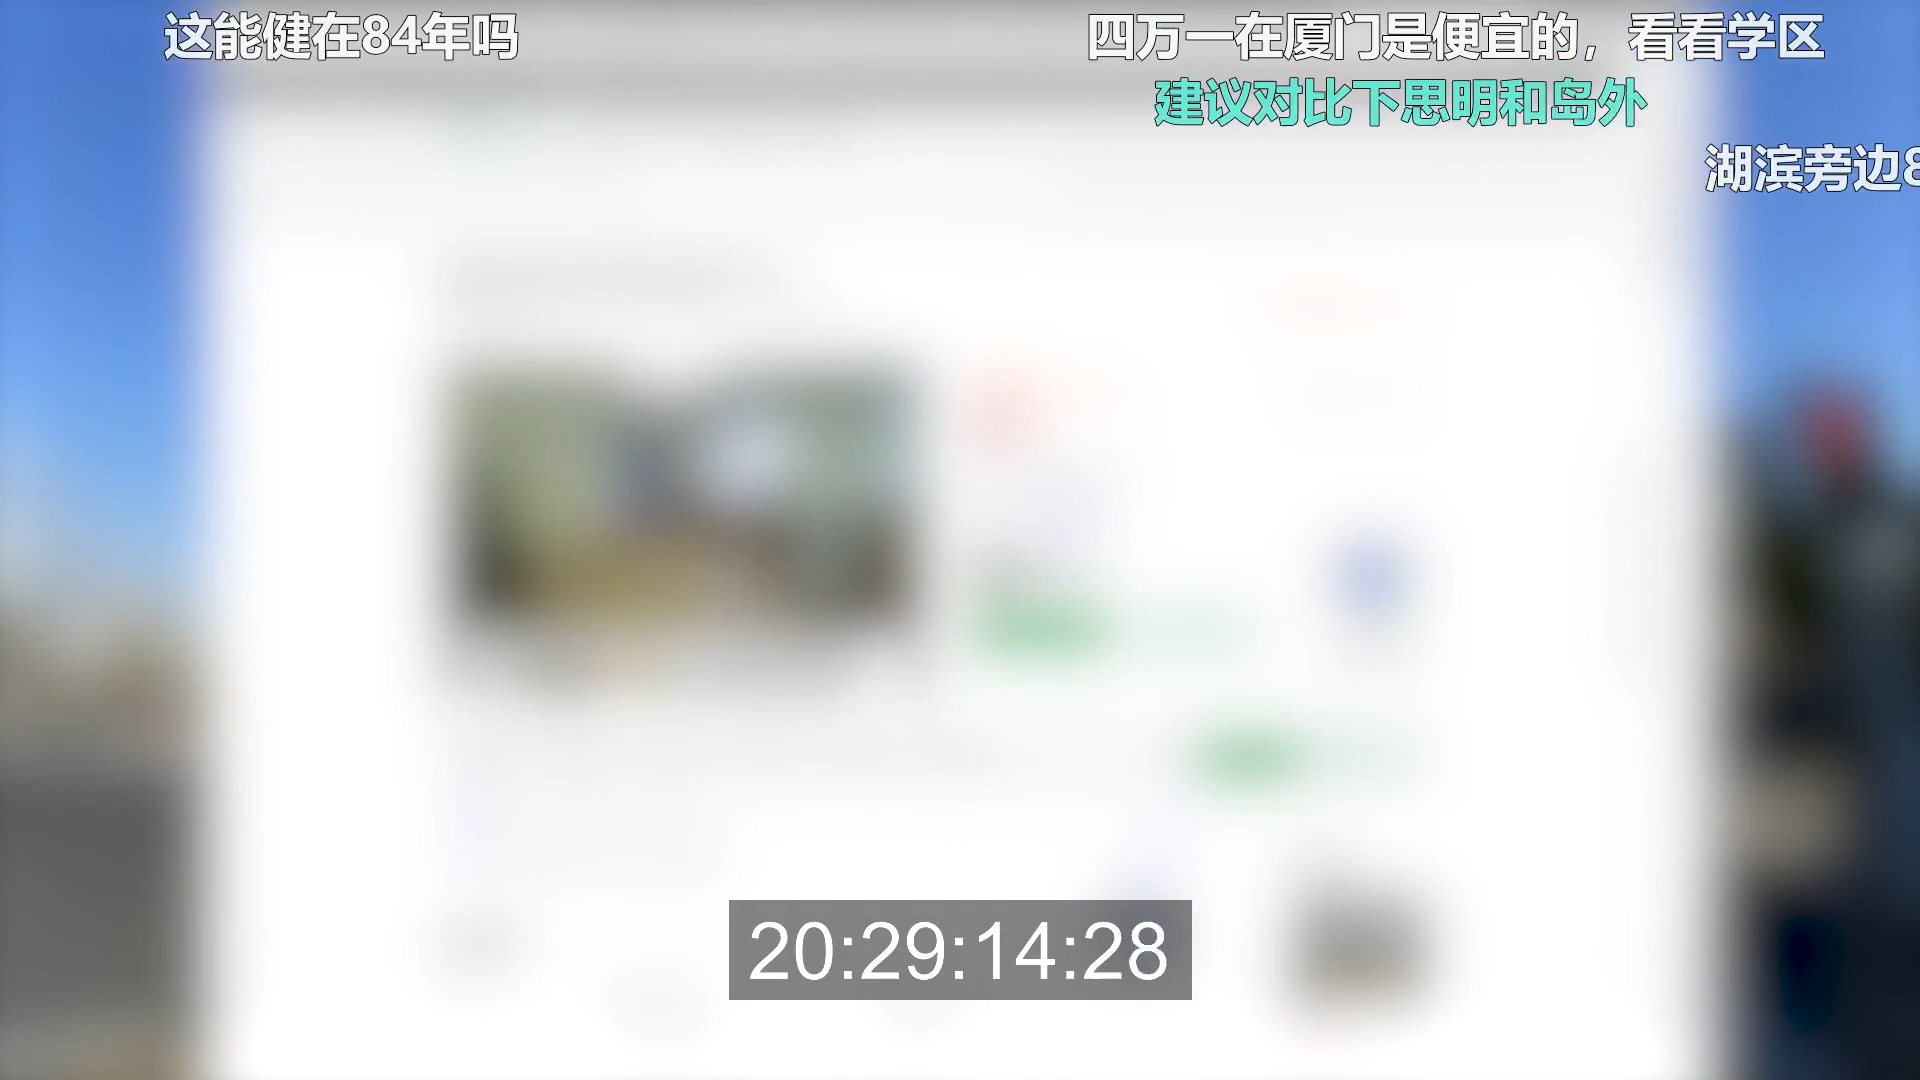 这能健在84年吗
四万一在厦门是便宜的，看看学区
建议对比下思明和岛外
湖滨旁边8
20:29:14:28